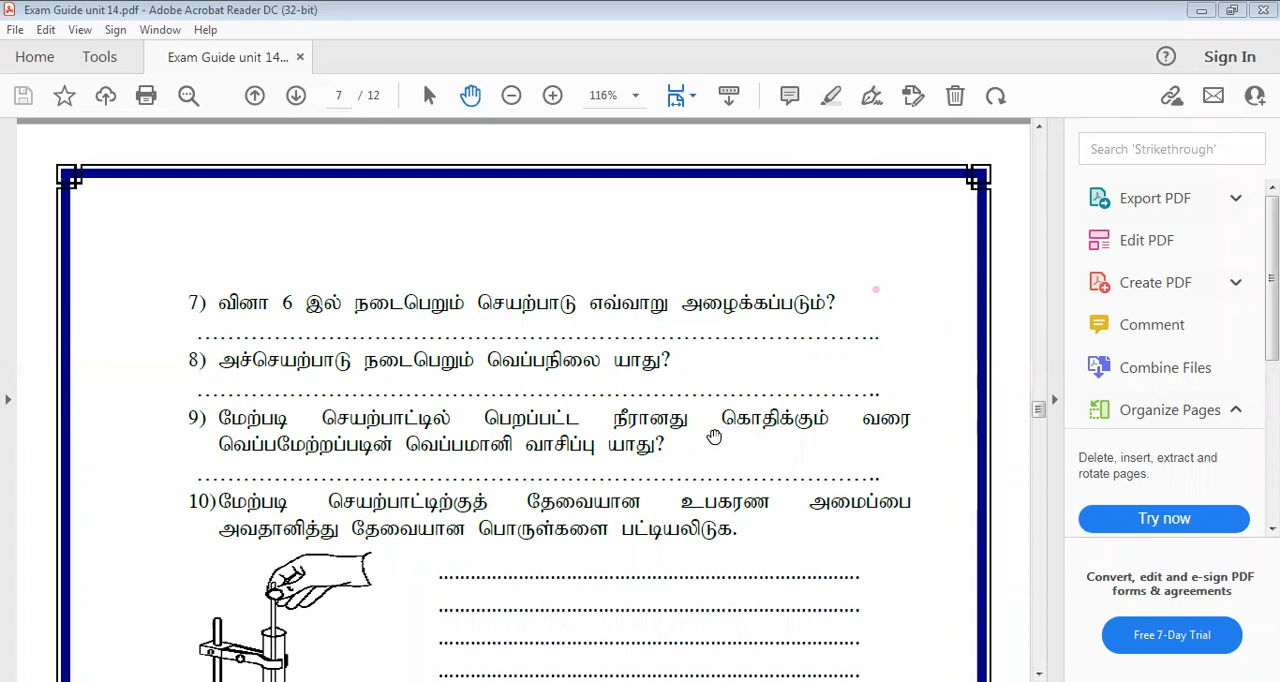 Exam Guide unit 14.pdf - Adobe Acrobat Reader DC (32-bit)
File Edit View Sign Window Help
Home Tools Exam Guide unit 14... × Sign In
7 / 12 116%
Search 'Strikethrough'
Export PDF
Edit PDF
Create PDF
Comment
Combine Files
Organize Pages
Delete, insert, extract and
rotate pages.
Try now
Convert, edit and e-sign PDF
forms & agreements
Free 7-Day Trial
7) வினா 6 இல் நடைபெறும் செயற்பாடு எவ்வாறு அழைக்கப்படும்?
8) அச்செயற்பாடு நடைபெறும் வெப்பநிலை யாது?
9) மேற்படி செயற்பாட்டில் பெறப்பட்ட நீரானது கொதிக்கும் வரை
வெப்பமேற்றப்படின் வெப்பமானி வாசிப்பு யாது?
10)மேற்படி செயற்பாட்டிற்குத் தேவையான உபகரண அமைப்பை
அவதானித்து தேவையான பொருள்களை பட்டியலிடுக.